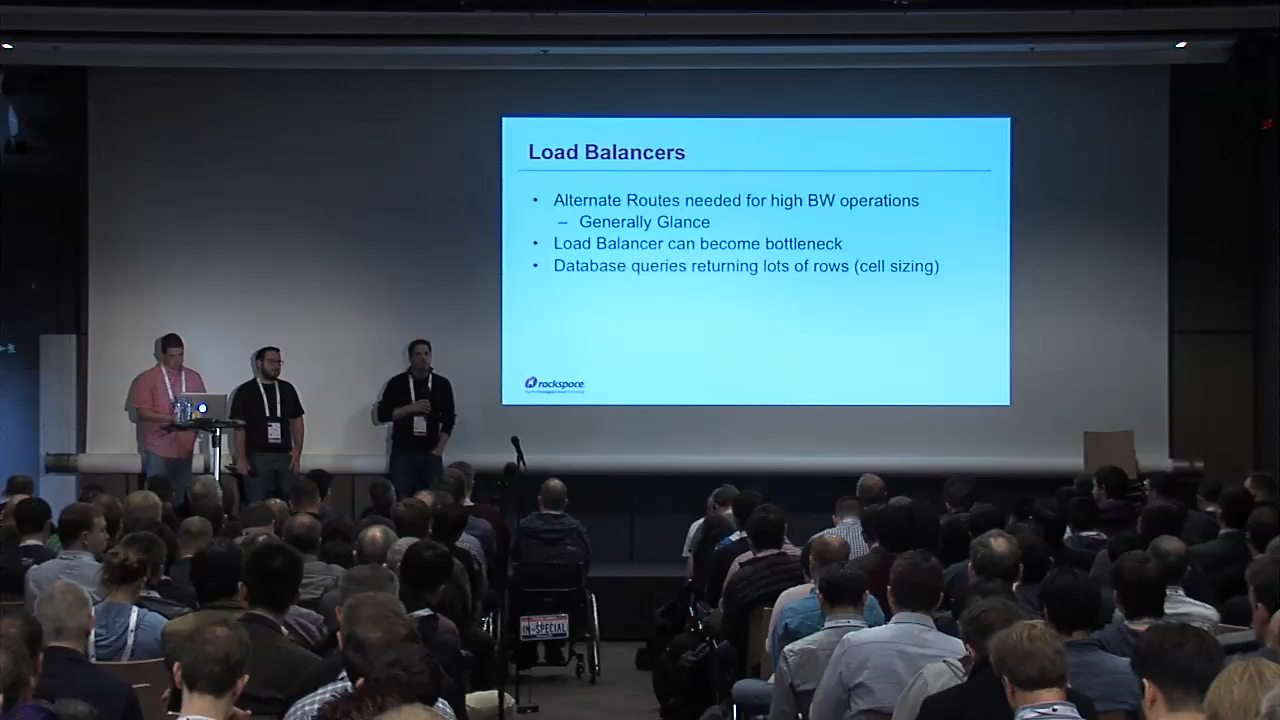 Load Balancers
• Alternate Routes needed for high BW operations
– Generally Glance
• Load Balancer can become bottleneck
• Database queries returning lots of rows (cell sizing)
rackspace
IN SPECIAL